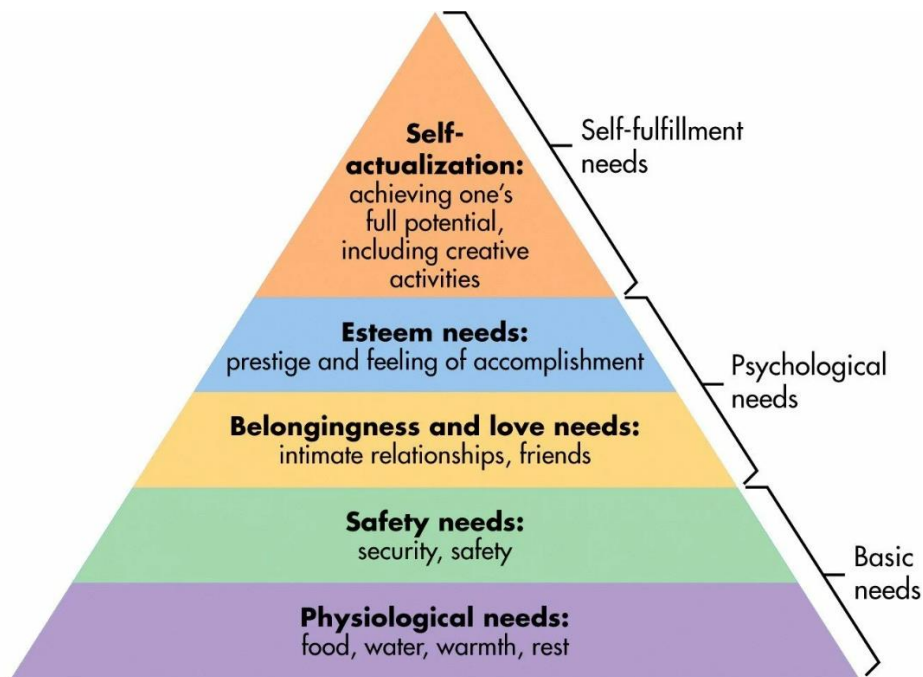 Self-
actualization:
achieving one's
full potential,
including creative
activities
Self-fulfillment
needs
Esteem needs:
prestige and feeling of accomplishment
Psychological
needs
Belongingness and love needs:
intimate relationships, friends
Safety needs:
security, safety
Basic
needs
Physiological needs:
food, water, warmth, rest